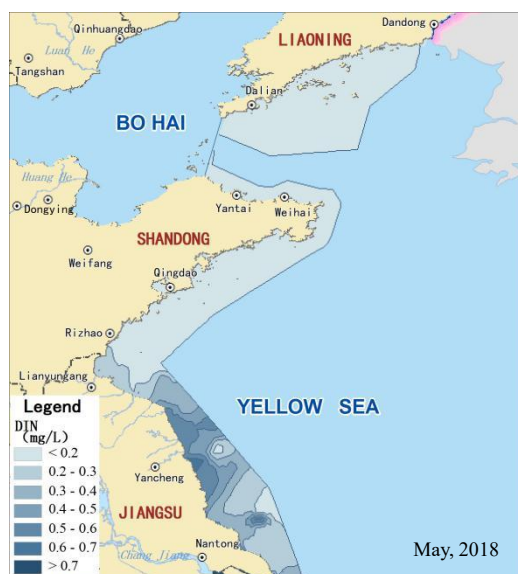 Qinhuangdao
LIAONING
Dandong
Luan He
Tangshan
Dalian
BO HAI
Huang He
Dongying
Yantai
Weihai
SHANDONG
Weifang
Qingdao
Rizhao
Lianyungang
YELLOW SEA
Legend
DIN
(mg/L)
< 0.2
0.2 - 0.3
0.3 - 0.4
0.4 - 0.5
0.5 - 0.6
0.6 - 0.7
> 0.7
Yancheng
JIANGSU
Chang Jiang
Nantong
May, 2018